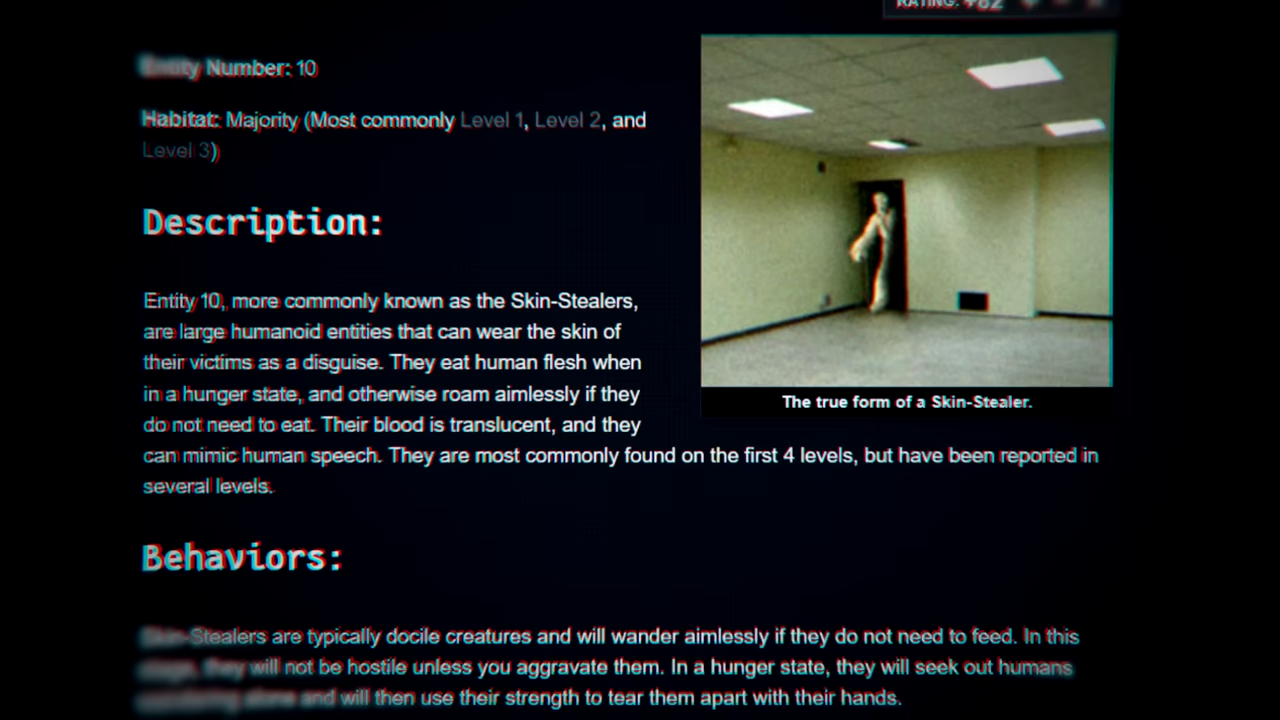 RATING: +82
Entity Number: 10
Habitat: Majority (Most commonly Level 1, Level 2, and
Level 3)
Description:
Entity 10, more commonly known as the Skin-Stealers,
are large humanoid entities that can wear the skin of
their victims as a disguise. They eat human flesh when
in a hunger state, and otherwise roam aimlessly if they
do not need to eat. Their blood is translucent, and they
can mimic human speech. They are most commonly found on the first 4 levels, but have been reported in
several levels.
The true form of a Skin-Stealer.
Behaviors:
Skin-Stealers are typically docile creatures and will wander aimlessly if they do not need to feed. In this
stage, they will not be hostile unless you aggravate them. In a hunger state, they will seek out humans
and will then use their strength to tear them apart with their hands.